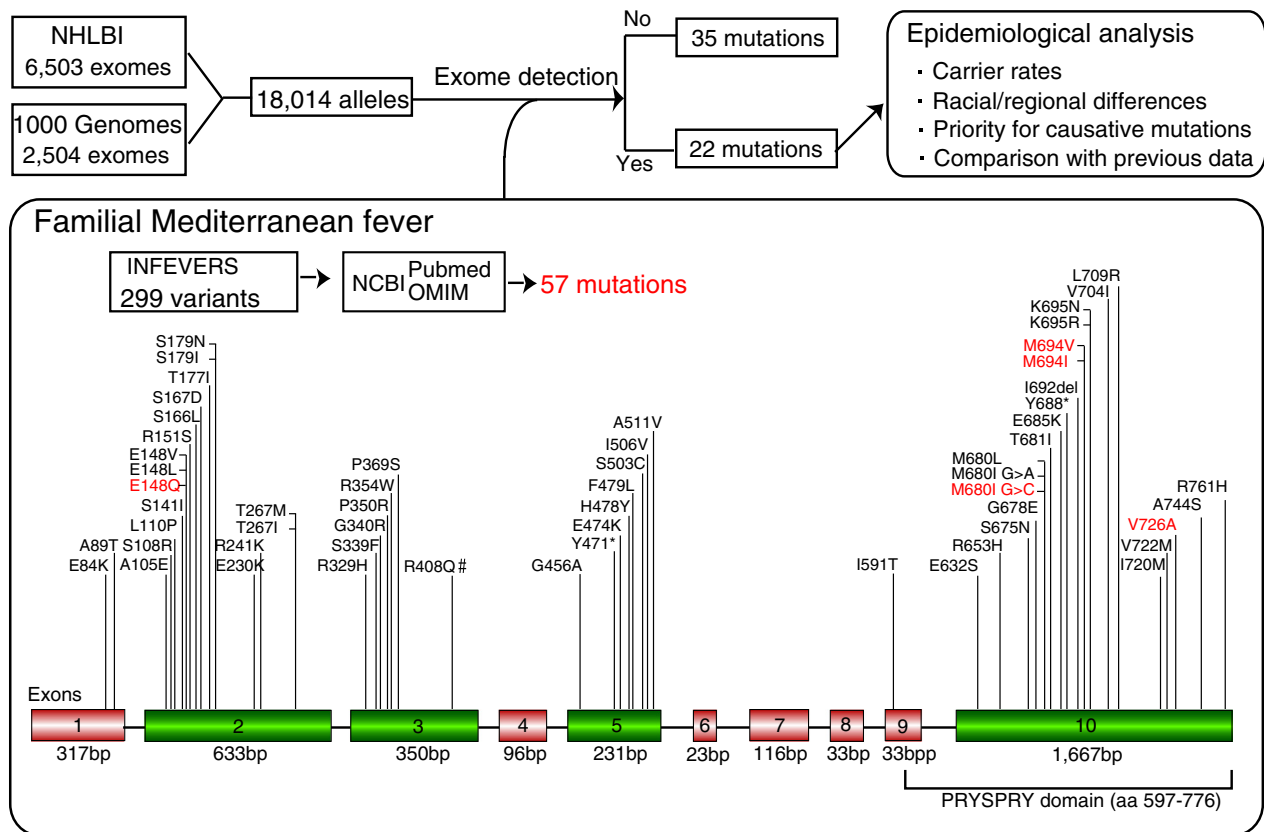 NHLBI
6,503 exomes
1000 Genomes
2,504 exomes
18,014 alleles
Exome detection
No
35 mutations
Yes
22 mutations
Epidemiological analysis
· Carrier rates
· Racial/regional differences
· Priority for causative mutations
· Comparison with previous data
Familial Mediterranean fever
INFEVERS
299 variants
NCBI
Pubmed
OMIM
57 mutations
E84K
A89T
A105E
S108R
L110P
S141I
E148Q
E148L
E148V
R151S
S166L
S167D
T177I
S179I
S179N
E230K
R241K
T267I
T267M
R329H
S339F
G340R
P350R
R354W
P369S
R408Q #
G456A
Y471*
E474K
H478Y
F479L
S503C
I506V
A511V
I591T
E632S
R653H
S675N
G678E
M680I G>C
M680I G>A
M680L
T681I
E685K
Y688*
I692del
M694I
M694V
K695R
K695N
V704I
L709R
I720M
V722M
V726A
A744S
R761H
Exons
1
2
3
4
5
6
7
8
9
10
317bp
633bp
350bp
96bp
231bp
23bp
116bp
33bp
33bpp
1,667bp
PRYSPRY domain (aa 597-776)